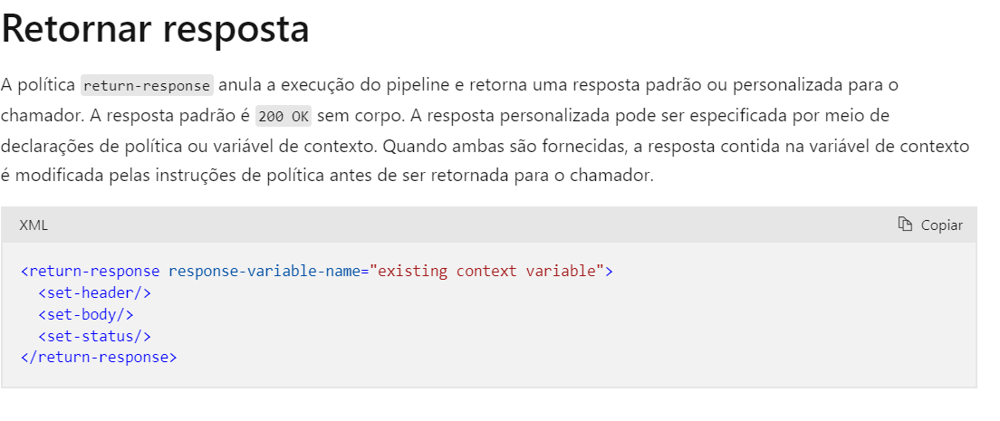 Retornar resposta
A política return-response anula a execução do pipeline e retorna uma resposta padrão ou personalizada para o
chamador. A resposta padrão é 200 OK sem corpo. A resposta personalizada pode ser especificada por meio de
declarações de política ou variável de contexto. Quando ambas são fornecidas, a resposta contida na variável de contexto
é modificada pelas instruções de política antes de ser retornada para o chamador.
XML Copiar
<return-response response-variable-name="existing context variable">
  <set-header/>
  <set-body/>
  <set-status/>
</return-response>